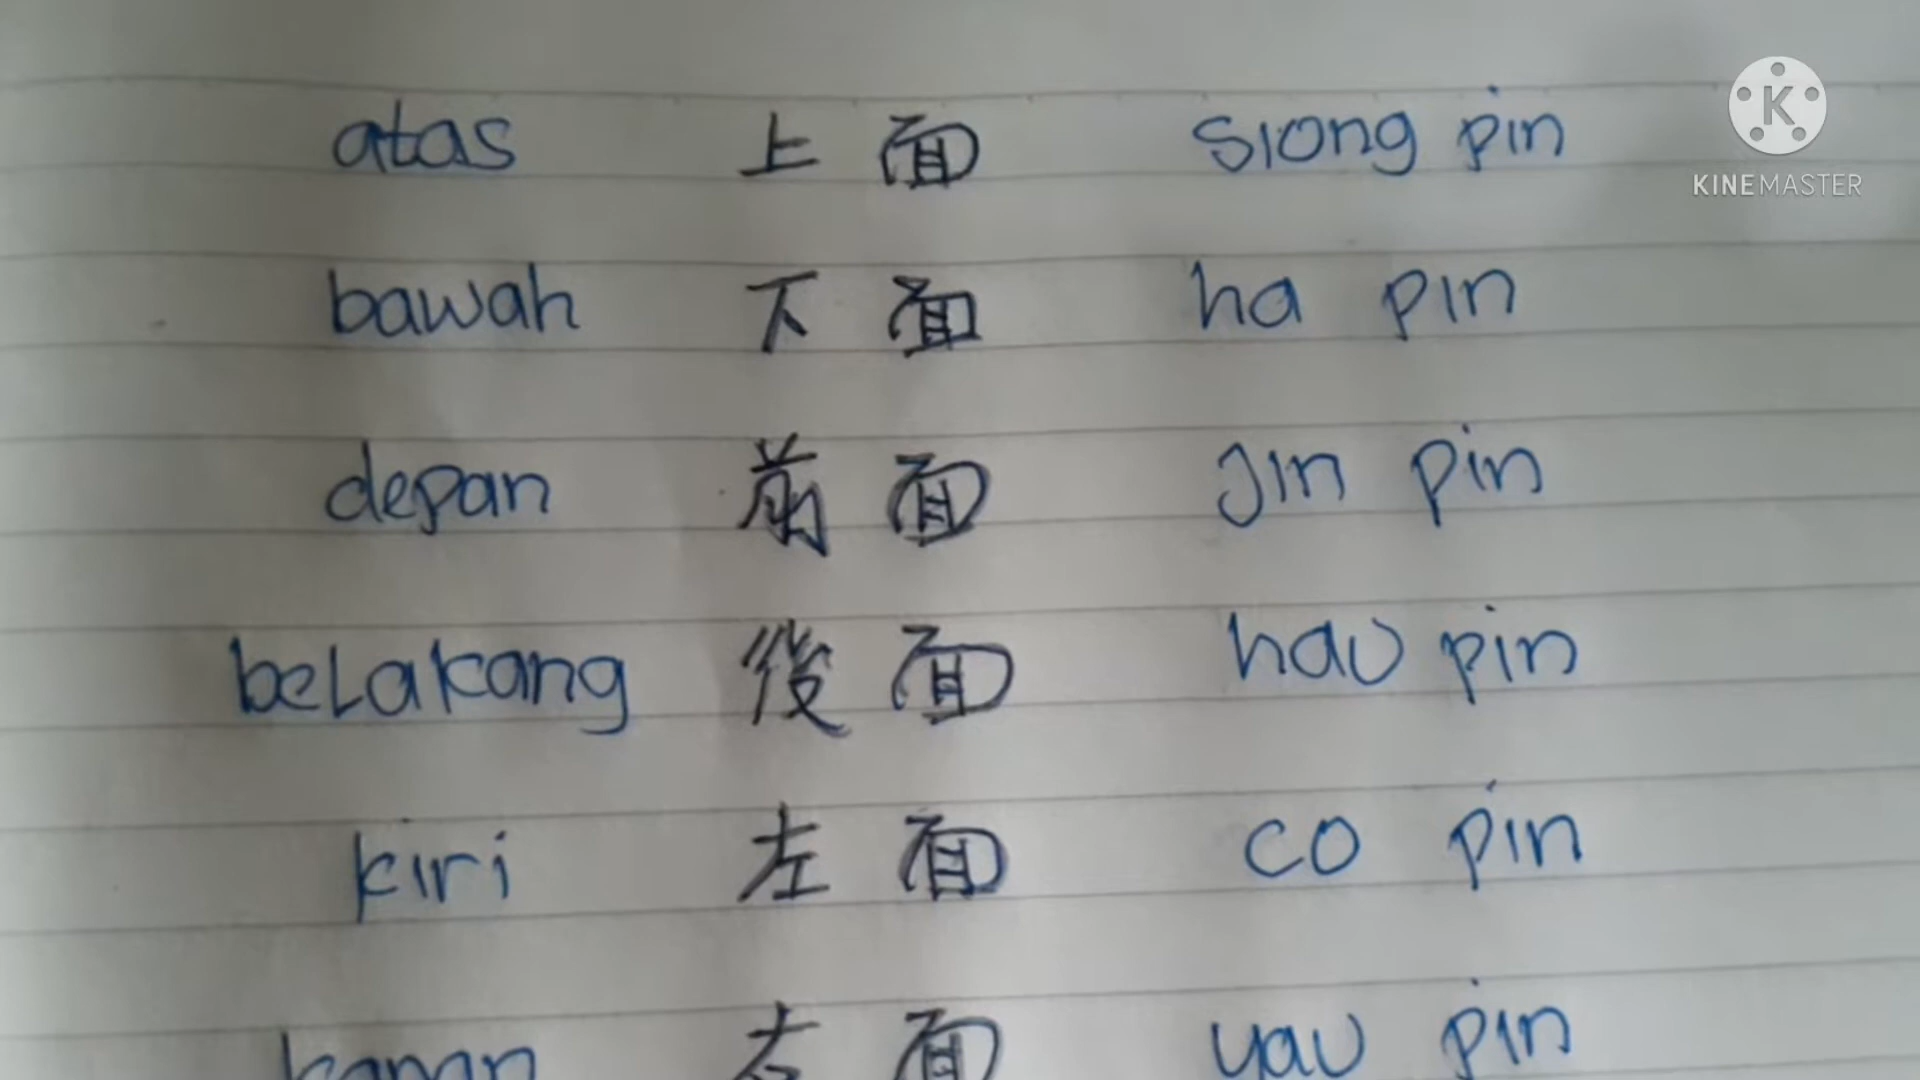 atas 上面 siong pin
K
KINEMASTER
bawah 下面 ha pin
depan 前面 Jin pin
beLakang 後面 hau pin
kiri 左面 co pin
kanan 右面 yau pin